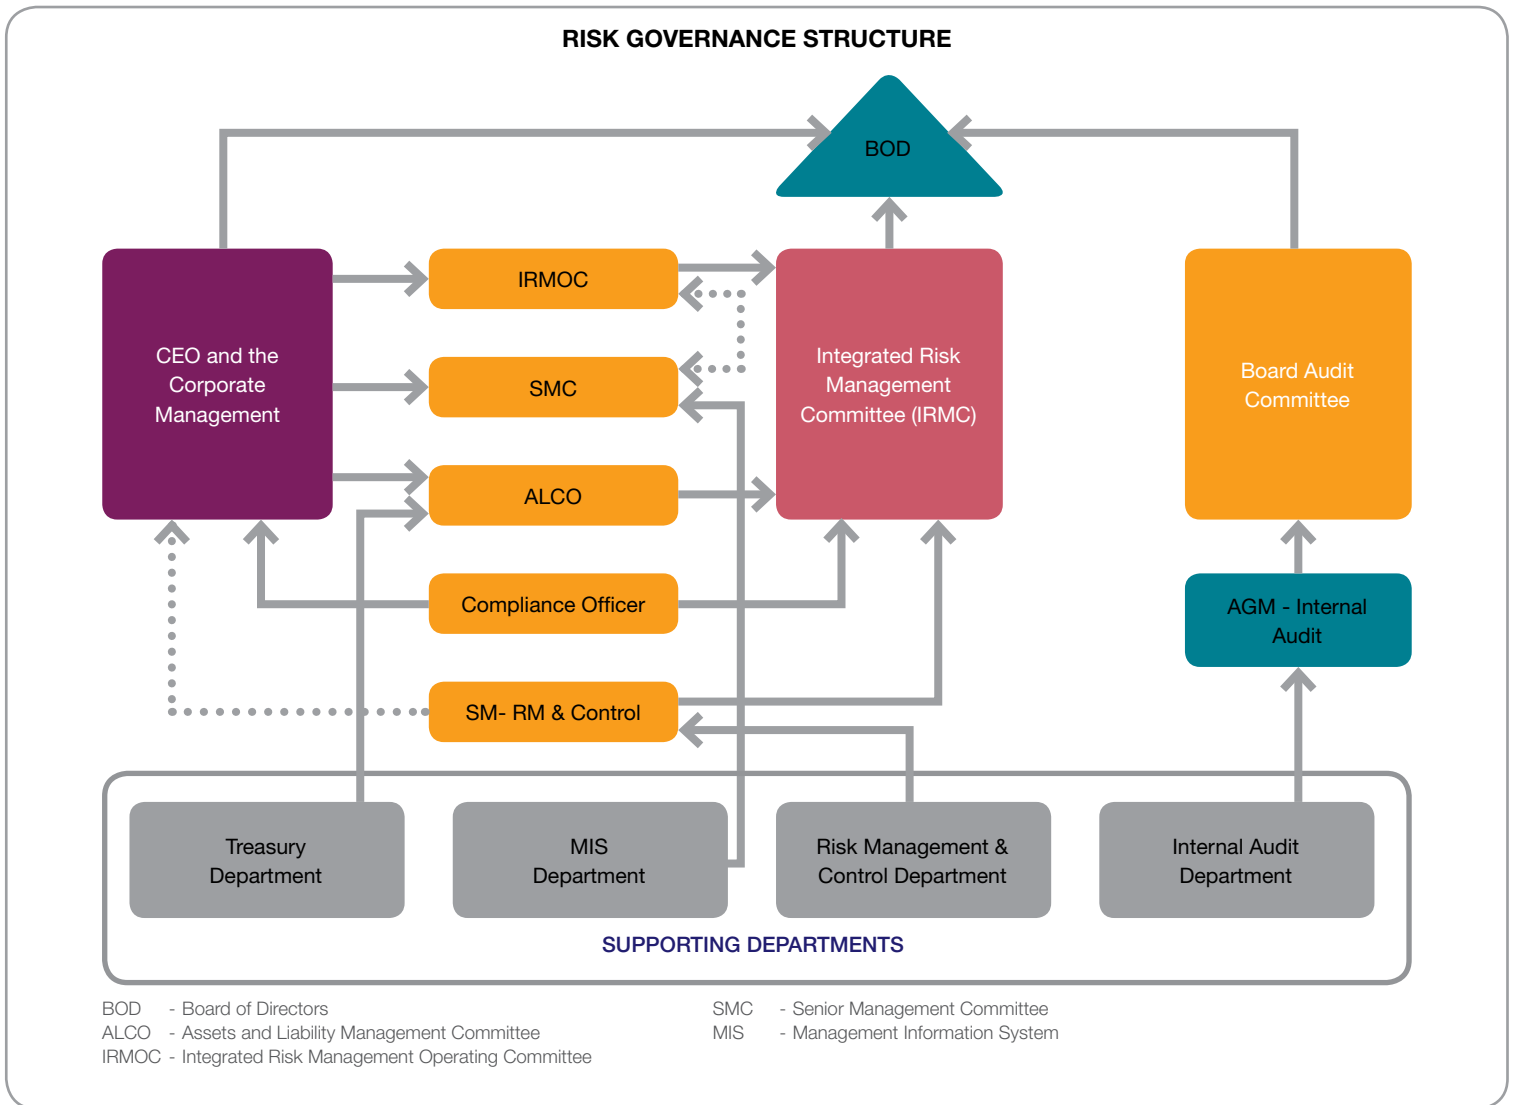 RISK GOVERNANCE STRUCTURE
BOD
CEO and the
Corporate
Management
IRMOC
SMC
ALCO
Compliance Officer
SM- RM & Control
Integrated Risk
Management
Committee (IRMC)
Board Audit
Committee
AGM - Internal
Audit
Treasury
Department
MIS
Department
Risk Management &
Control Department
Internal Audit
Department
SUPPORTING DEPARTMENTS
BOD - Board of Directors
ALCO - Assets and Liability Management Committee
IRMOC - Integrated Risk Management Operating Committee
SMC - Senior Management Committee
MIS - Management Information System